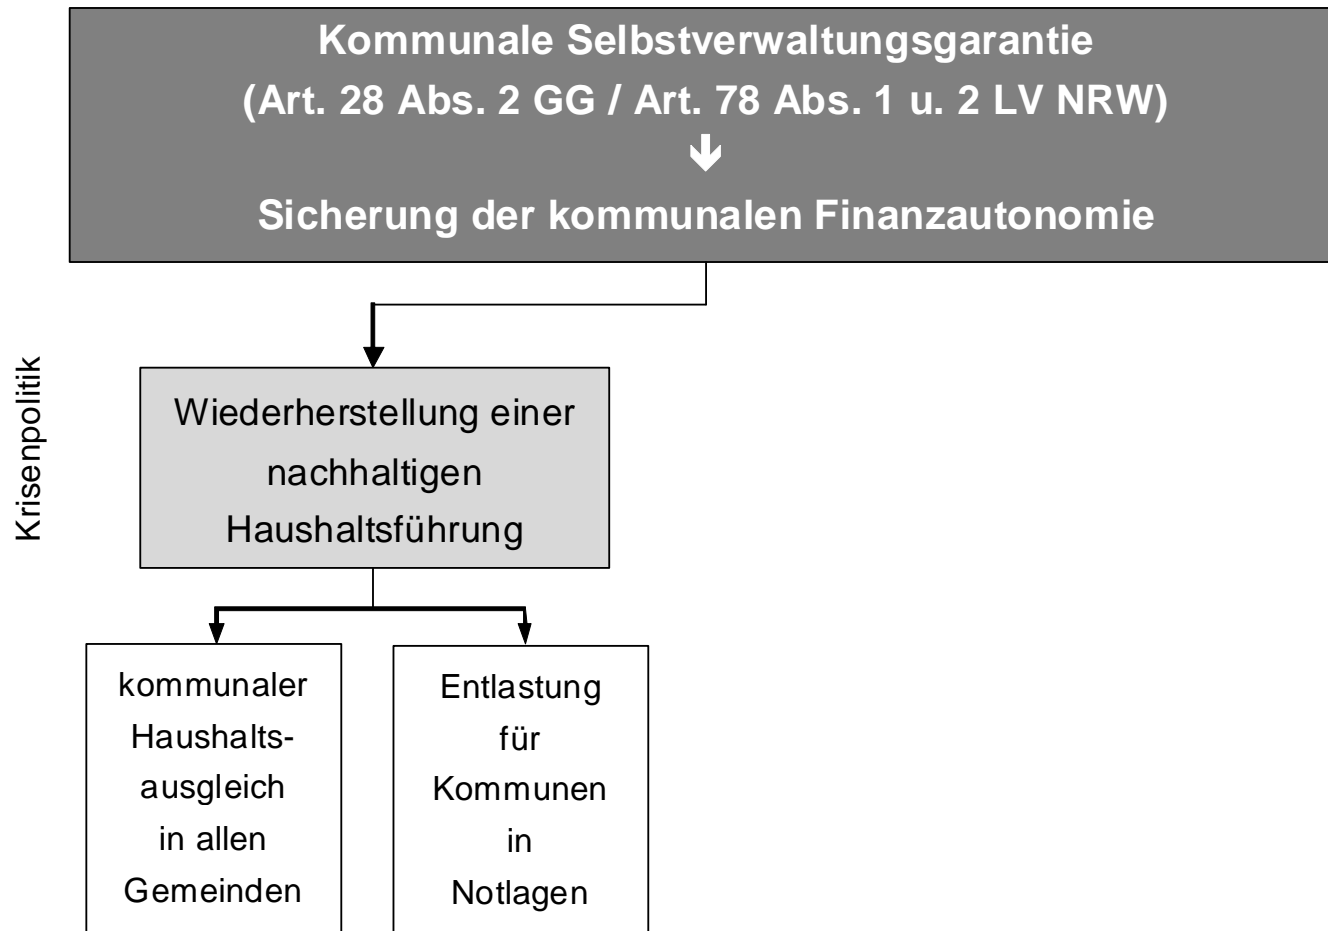 Kommunale Selbstverwaltungsgarantie
(Art. 28 Abs. 2 GG / Art. 78 Abs. 1 u. 2 LV NRW)
Sicherung der kommunalen Finanzautonomie
Krisenpolitik
Wiederherstellung einer
nachhaltigen
Haushaltsführung
kommunaler
Haushalts-
ausgleich
in allen
Gemeinden
Entlastung
für
Kommunen
in
Notlagen